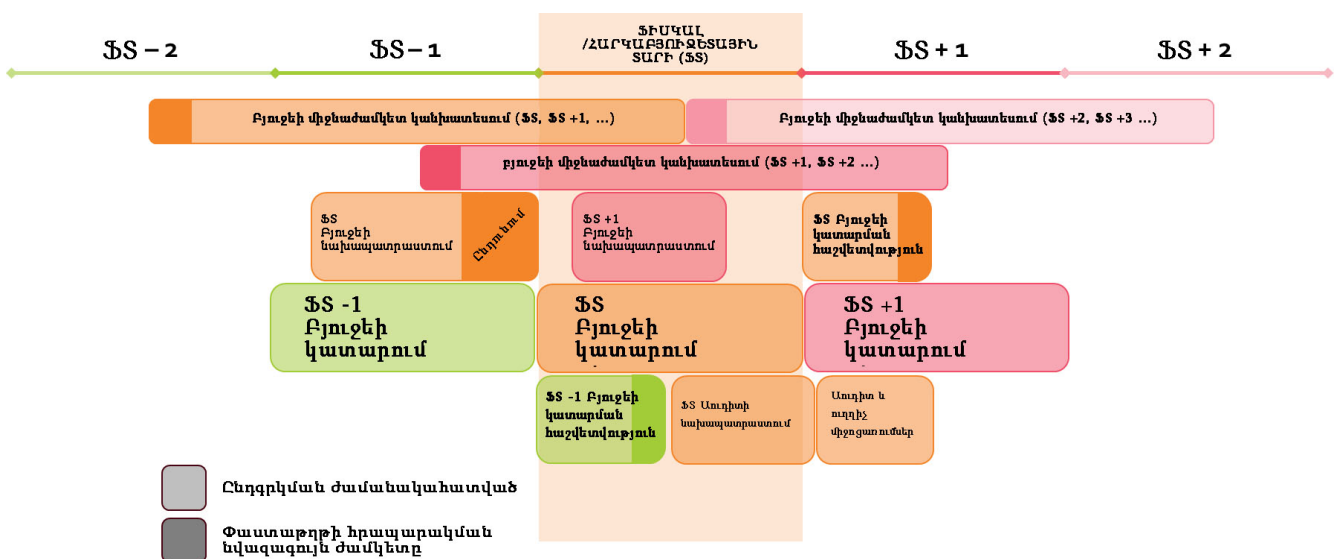 ՖՏ – 2
ՖՏ– 1
ՖԻՍԿԱԼ
/ՀԱՐԿԱԲՅՈՒՋԵՏԱՅԻՆ
ՏԱՐԻ (ՖՏ)
ՖՏ + 1
ՖՏ + 2
Բյուջեի միջնաժամկետ կանխատեսում (ՖՏ, ՖՏ +1, ...)
Բյուջեի միջնաժամկետ կանխատեսում (ՖՏ +2, ՖՏ +3 ...)
բյուջեի միջնաժամկետ կանխատեսում (ՖՏ +1, ՖՏ +2 ...)
ՖՏ
Բյուջեի
նախապատրաստում
Ընդունում
ՖՏ +1
Բյուջեի
նախապատրաստում
ՖՏ Բյուջեի
կատարման
հաշվետվություն
ՖՏ -1
Բյուջեի
կատարում
ՖՏ
Բյուջեի
կատարում
ՖՏ +1
Բյուջեի
կատարում
ՖՏ -1 Բյուջեի
կատարման
հաշվետվություն
ՖՏ Աուդիտի
նախապատրաստում
Աուդիտ և
ուղղիչ
միջոցառումսեր
Ընդգրկման ժամանակահատված
Փաստաթղթի հրապարակման
նվազագույն ժամկետը